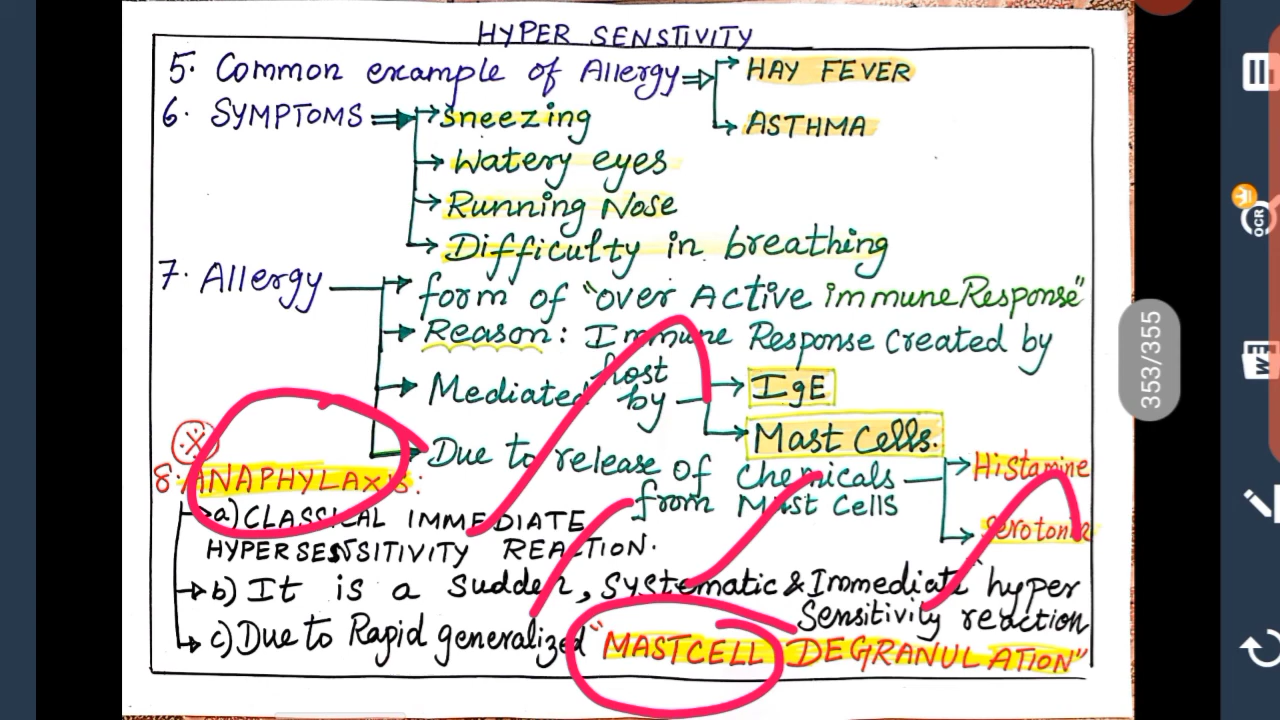 HYPER SENSTIVITY
5. Common example of Allergy ⇒ → HAY FEVER
→ ASTHMA
6. SYMPTOMS ⇒ → Sneezing
→ Watery eyes
→ Running Nose
→ Difficulty in breathing
7. Allergy → form of "over Active immune Response"
→ Reason: Immune Response created by
host
→ Mediated by → IgE
→ Mast Cells.
→ Due to release of chemicals → Histamine
from Mast Cells → Serotonin
8. ANAPHYLAXIS:
→ a) CLASSICAL IMMEDIATE
HYPERSENSITIVITY REACTION.
→ b) It is a sudden, systematic & Immediate "hyper
Sensitivity reaction
→ c) Due to Rapid generalized "MASTCELL DEGRANULATION"
353/355
OCR
W